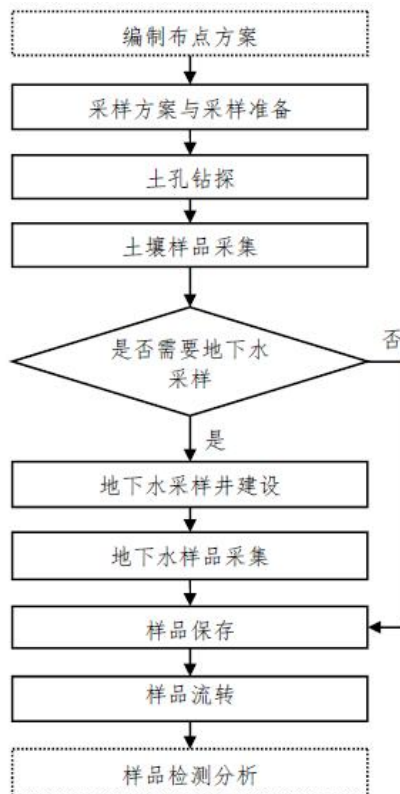 编制布点方案
采样方案与采样准备
土孔钻探
土壤样品采集
是否需要地下水
采样
否
是
地下水采样井建设
地下水样品采集
样品保存
样品流转
样品检测分析